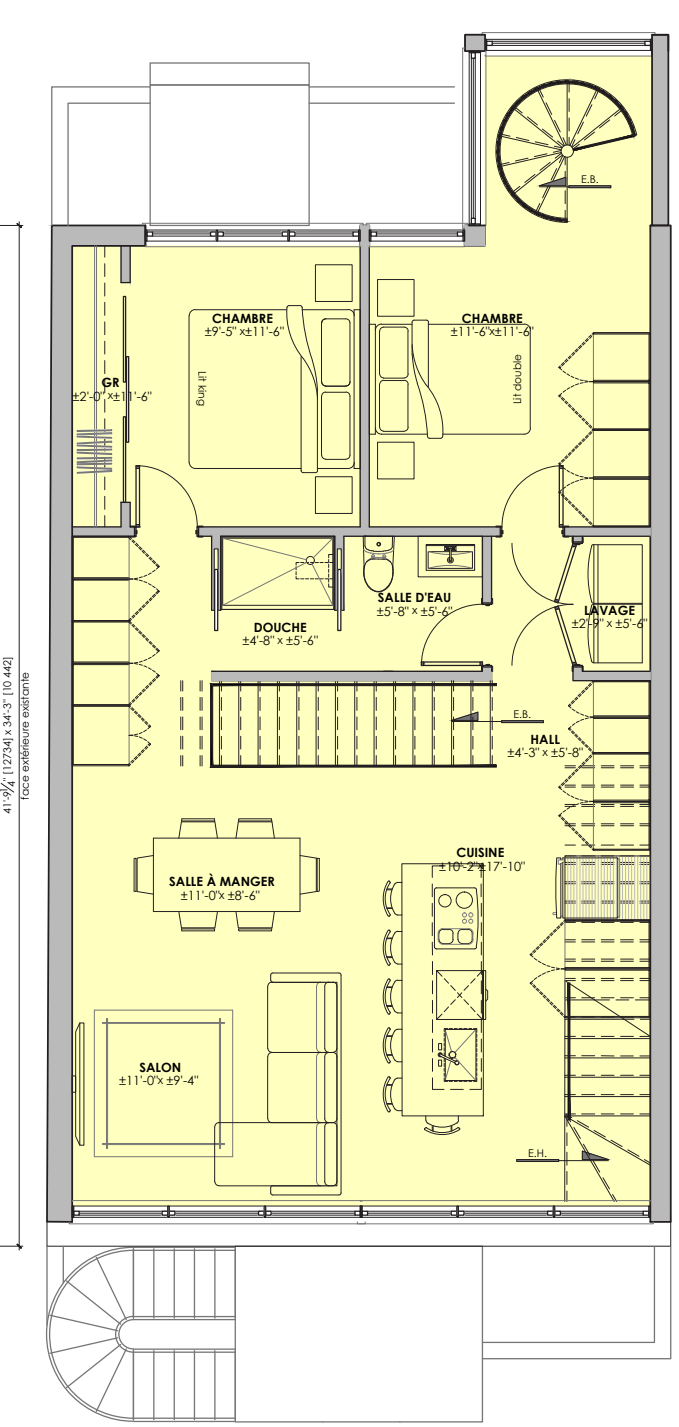 E.B.
CHAMBRE
±9'-5" x±11'-6"
CHAMBRE
±11'-6"x±11'-6"
Lit king
Lit double
GR
±2'-0" x±11'-6"
SALLE D'EAU
±5'-8" x ±5'-6"
DOUCHE
±4'-8" x ±5'-6"
LAVAGE
±2'-9" x ±5'-6"
E.B.
HALL
±4'-3" x ±5'-8"
41'-9¼" [12734] x 34'-3" [10 442]
face extérieure existante
CUISINE
±10'-2"x17'-10"
SALLE À MANGER
±11'-0"x ±8'-6"
SALON
±11'-0"x ±9'-4"
E.H.